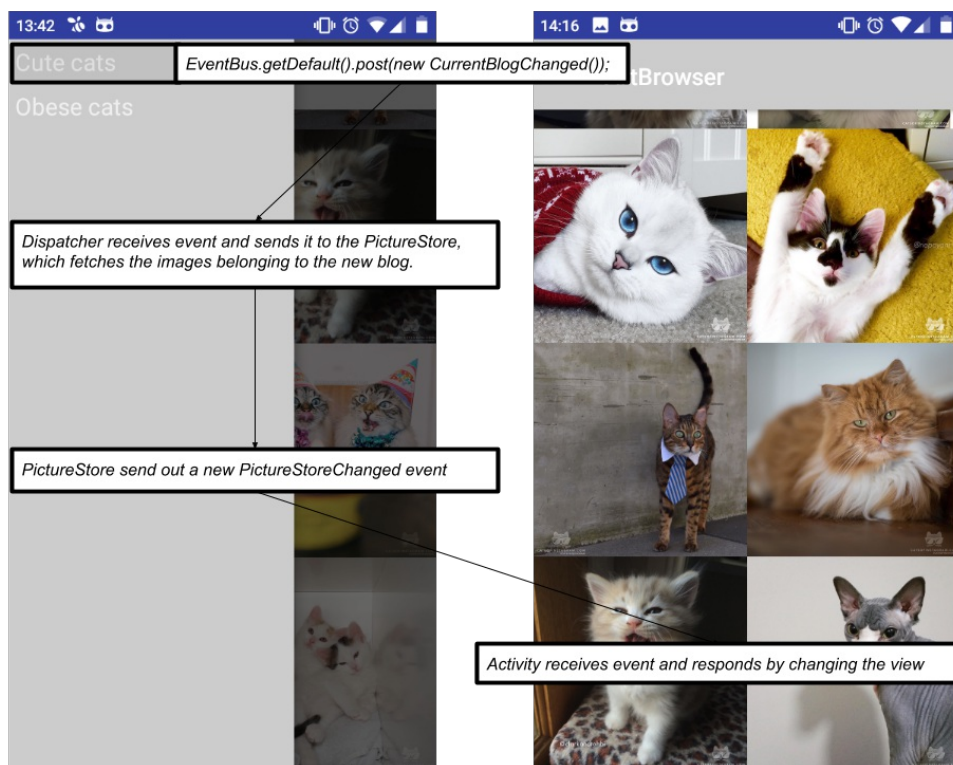 13:42
14:16
Cute cats
EventBus.getDefault().post(new CurrentBlogChanged());
tBrowser
Obese cats
Dispatcher receives event and sends it to the PictureStore,
which fetches the images belonging to the new blog.
PictureStore send out a new PictureStoreChanged event
Activity receives event and responds by changing the view